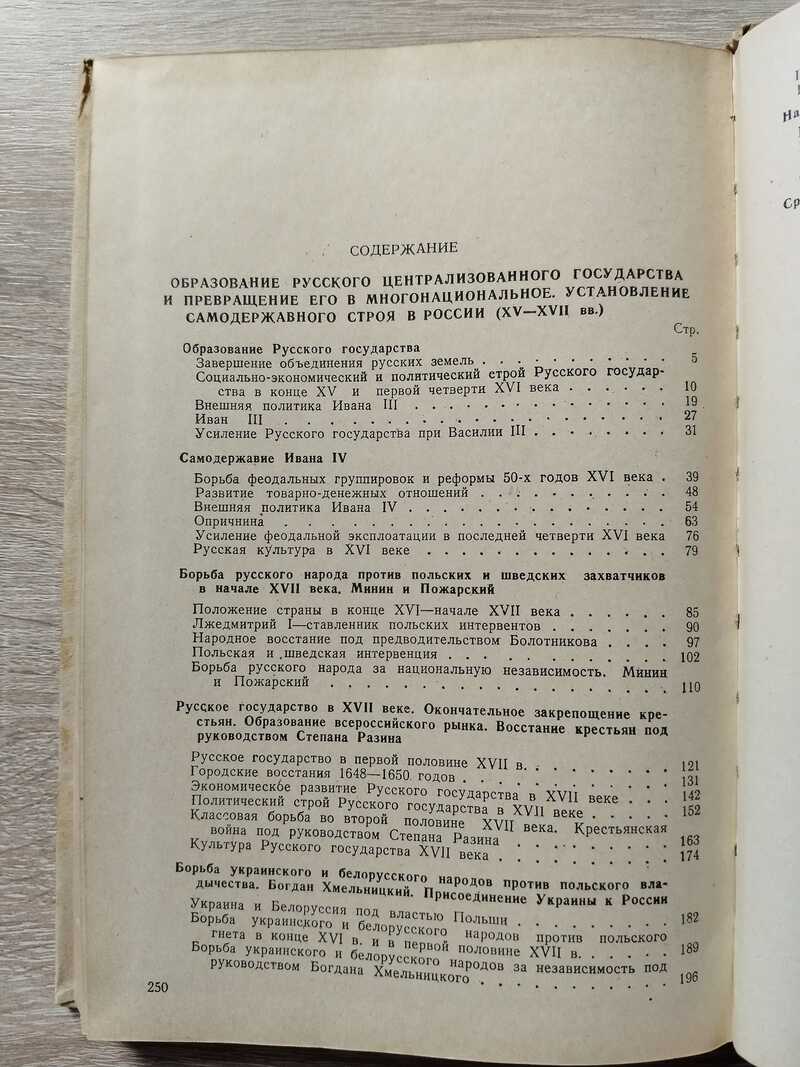 СОДЕРЖАНИЕ
ОБРАЗОВАНИЕ РУССКОГО ЦЕНТРАЛИЗОВАННОГО ГОСУДАРСТВА
И ПРЕВРАЩЕНИЕ ЕГО В МНОГОНАЦИОНАЛЬНОЕ. УСТАНОВЛЕНИЕ
САМОДЕРЖАВНОГО СТРОЯ В РОССИИ (XV—XVII вв.)
Стр.
Образование Русского государства
Завершение объединения русских земель . . . . . . . . . . 5
Социально-экономический и политический строй Русского государ-
ства в конце XV и первой четверти XVI века . . . . . . 10
Внешняя политика Ивана III . . . . . . . . . . . . . . 19
Иван III . . . . . . . . . . . . . . . . . . . . 27
Усиление Русского государства при Василии III . . . . . . . . 31
Самодержавие Ивана IV
Борьба феодальных группировок и реформы 50-х годов XVI века . 39
Развитие товарно-денежных отношений . . . . . . . . . . 48
Внешняя политика Ивана IV . . . . . . . . . . . . . . 54
Опричнина . . . . . . . . . . . . . . . . . . . . 63
Усиление феодальной эксплоатации в последней четверти XVI века 76
Русская культура в XVI веке . . . . . . . . . . . . . 79
Борьба русского народа против польских и шведских захватчиков
в начале XVII века. Минин и Пожарский
Положение страны в конце XVI—начале XVII века . . . . . . 85
Лжедмитрий I—ставленник польских интервентов . . . . . . . 90
Народное восстание под предводительством Болотникова . . . . 97
Польская и шведская интервенция . . . . . . . . . . . . 102
Борьба русского народа за национальную независимость. Минин
и Пожарский . . . . . . . . . . . . . . . . . . 110
Русское государство в XVII веке. Окончательное закрепощение кре-
стьян. Образование всероссийского рынка. Восстание крестьян под
руководством Степана Разина
Русское государство в первой половине XVII в. . . . . . . . . 121
Городские восстания 1648—1650 годов . . . . . . . . . . . 131
Экономическое развитие Русского государства в XVII веке . . . 142
Политический строй Русского государства в XVII веке . . . . . 152
Классовая борьба во второй половине XVII века. Крестьянская
война под руководством Степана Разина . . . . . . . . 163
Культура Русского государства XVII века . . . . . . . . . . 174
Борьба украинского и белорусского народов против польского вла-
дычества. Богдан Хмельницкий. Присоединение Украины к России
Украина и Белоруссия под властью Польши . . . . . . . . . 182
Борьба украинского и белорусского народов против польского
гнета в конце XVI в. и в первой половине XVII в. . . . . . . 189
Борьба украинского и белорусского народов за независимость под
руководством Богдана Хмельницкого . . . . . . . . . . . 196
250
На
СР